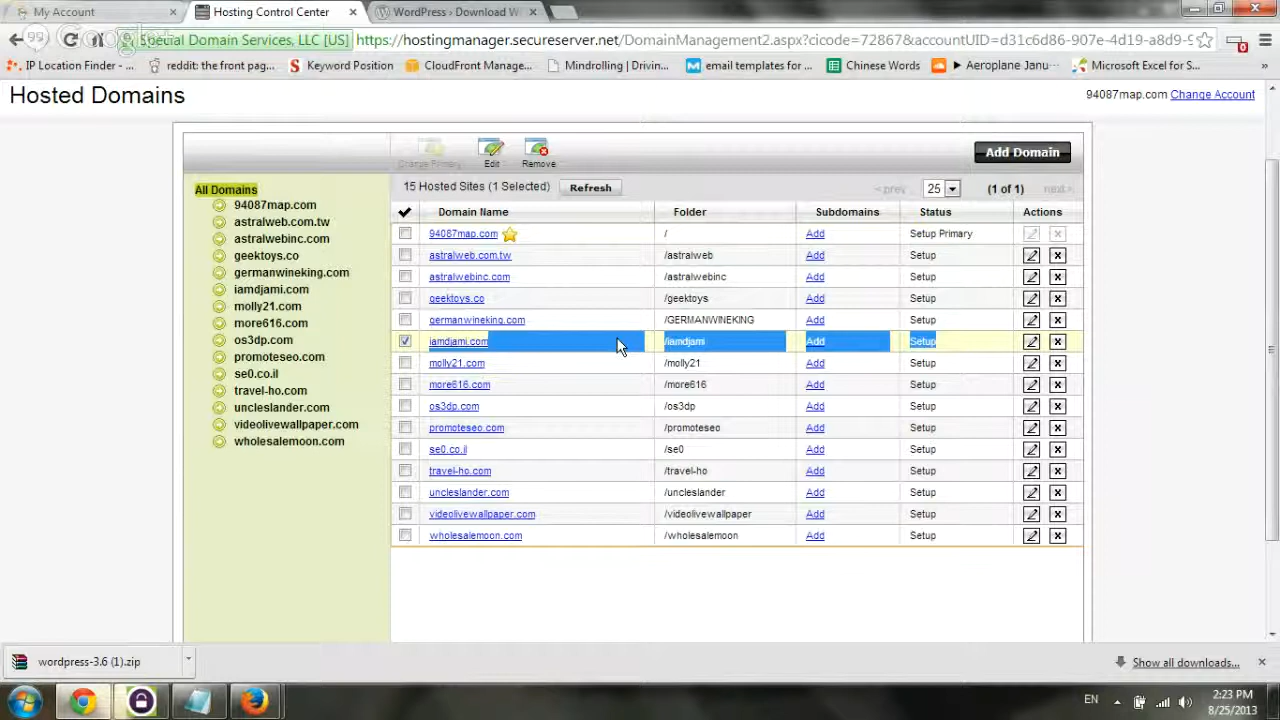 My Account
Hosting Control Center
WordPress › Download W
99 Google+
Special Domain Services, LLC [US]
https://hostingmanager.secureserver.net/DomainManagement2.aspx?cicode=72867&accountUID=d31c6d86-907e-4d19-a8d9-
IP Location Finder - ...
reddit: the front pag...
Keyword Position
CloudFront Manage...
Mindrolling | Drivin...
email templates for ...
Chinese Words
► Aeroplane Janu...
Microsoft Excel for S...
»
Hosted Domains
94087map.com Change Account
Change Primary
Edit
Remove
Add Domain
All Domains
94087map.com
astralweb.com.tw
astralwebinc.com
geektoys.co
germanwineking.com
iamdjami.com
molly21.com
more616.com
os3dp.com
promoteseo.com
se0.co.il
travel-ho.com
uncleslander.com
videolivewallpaper.com
wholesalemoon.com
15 Hosted Sites (1 Selected) Refresh < prev 25 (1 of 1) next >
Domain Name Folder Subdomains Status Actions
94087map.com / Add Setup Primary
astralweb.com.tw /astralweb Add Setup
astralwebinc.com /astralwebinc Add Setup
geektoys.co /geektoys Add Setup
germanwineking.com /GERMANWINEKING Add Setup
iamdjami.com /iamdjami Add Setup
molly21.com /molly21 Add Setup
more616.com /more616 Add Setup
os3dp.com /os3dp Add Setup
promoteseo.com /promoteseo Add Setup
se0.co.il /se0 Add Setup
travel-ho.com /travel-ho Add Setup
uncleslander.com /uncleslander Add Setup
videolivewallpaper.com /videolivewallpaper Add Setup
wholesalemoon.com /wholesalemoon Add Setup
wordpress-3.6 (1).zip
Show all downloads...
EN
2:23 PM
8/25/2013